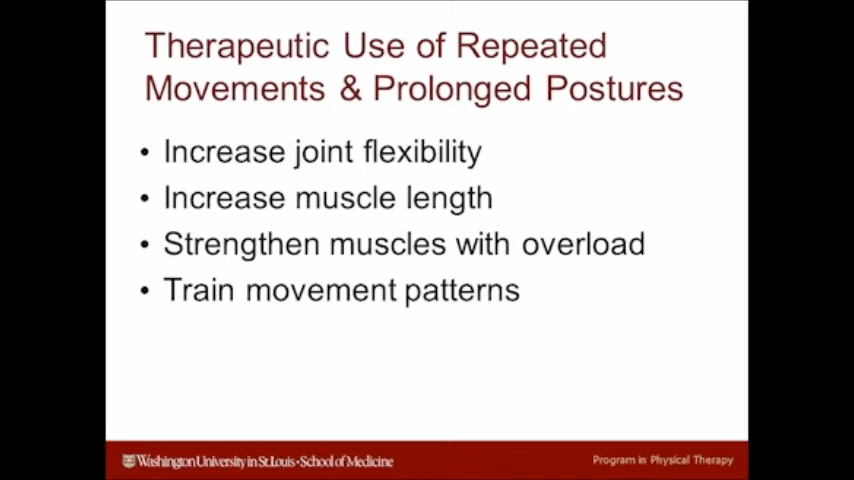 Therapeutic Use of Repeated
Movements & Prolonged Postures
• Increase joint flexibility
• Increase muscle length
• Strengthen muscles with overload
• Train movement patterns
Washington University in St. Louis • School of Medicine
Program in Physical Therapy